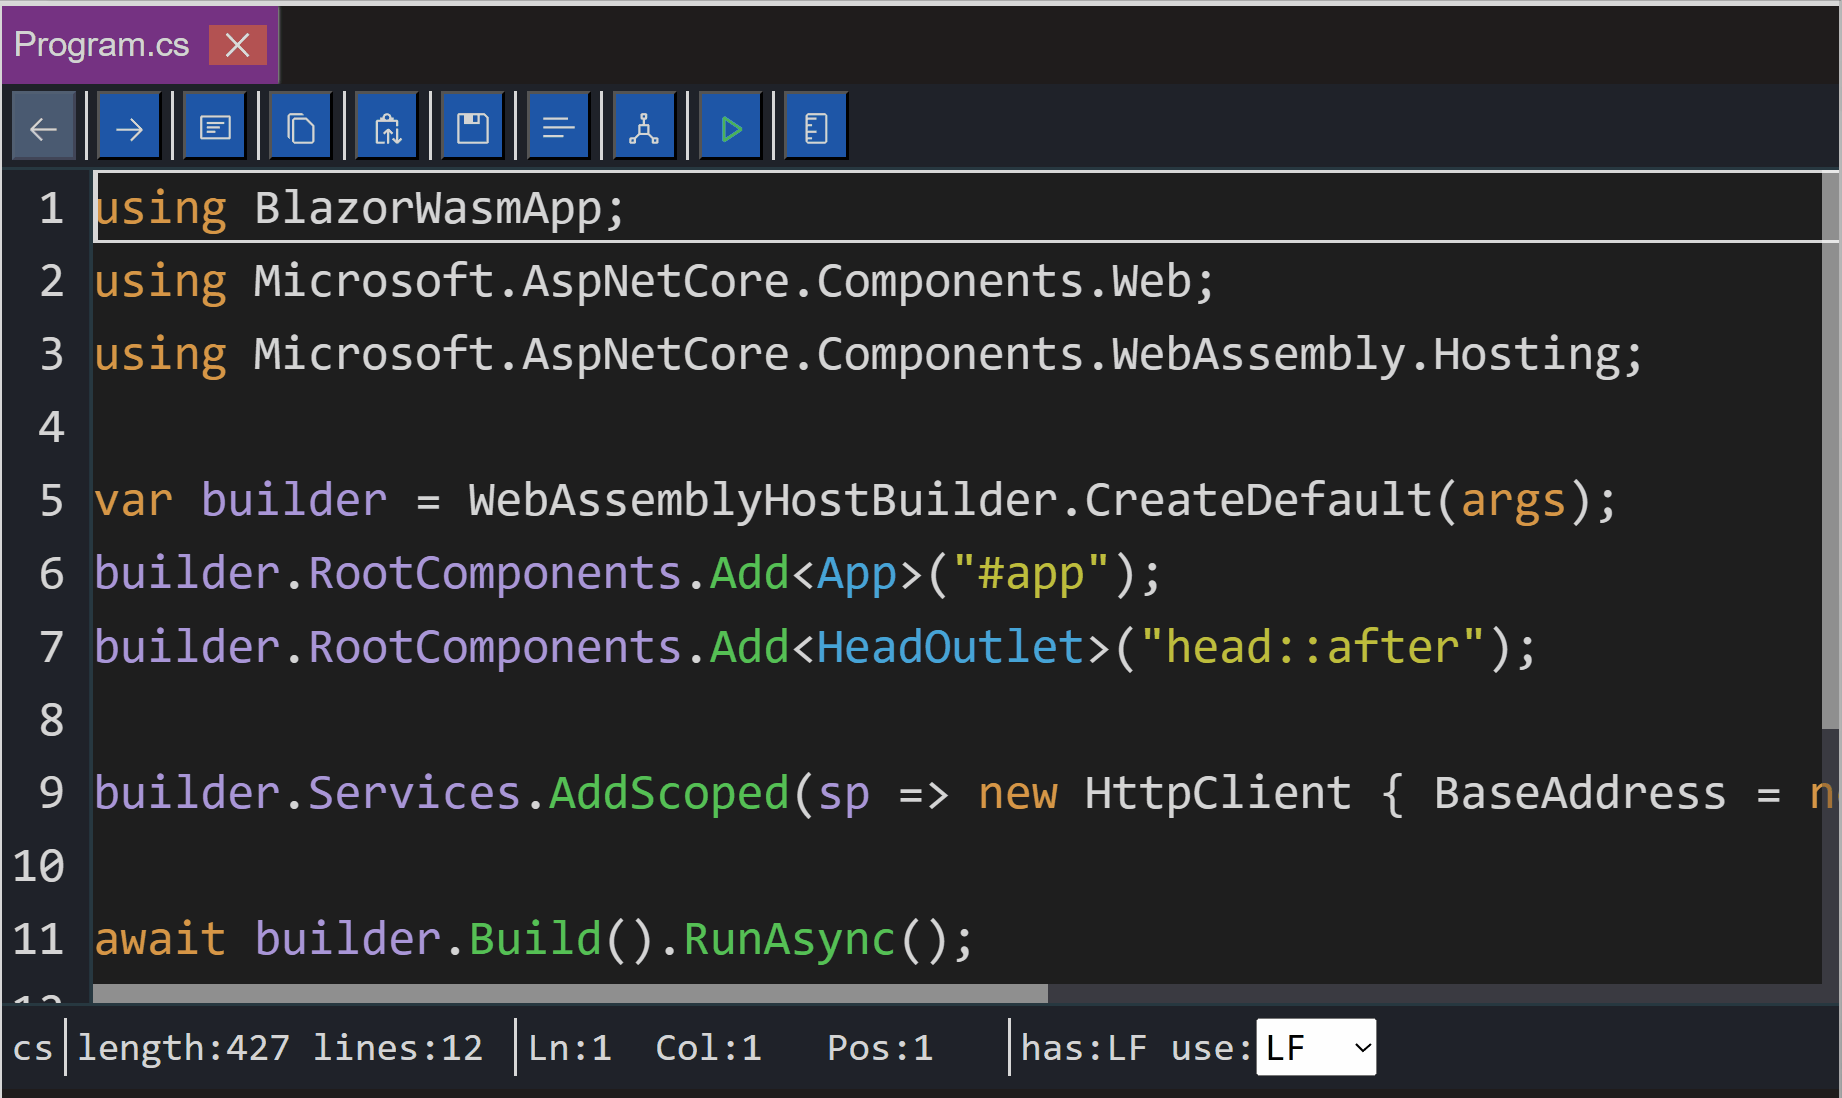 Program.cs
1 using BlazorWasmApp;
2 using Microsoft.AspNetCore.Components.Web;
3 using Microsoft.AspNetCore.Components.WebAssembly.Hosting;
4
5 var builder = WebAssemblyHostBuilder.CreateDefault(args);
6 builder.RootComponents.Add<App>("#app");
7 builder.RootComponents.Add<HeadOutlet>("head::after");
8
9 builder.Services.AddScoped(sp => new HttpClient { BaseAddress =
10
11 await builder.Build().RunAsync();
12
cs length:427 lines:12 Ln:1 Col:1 Pos:1 has:LF use: LF